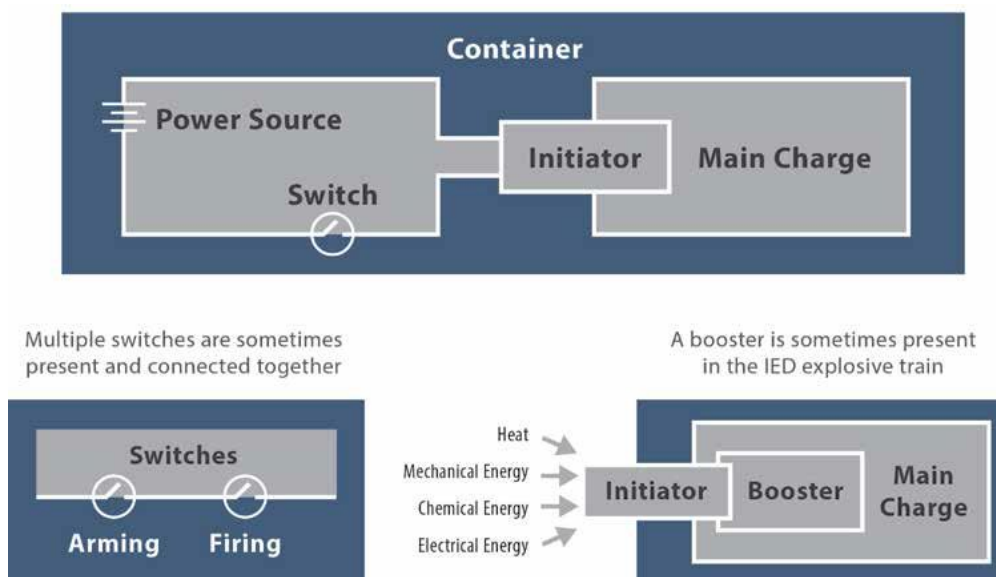 Container
Power Source
Initiator
Main Charge
Switch
Multiple switches are sometimes
present and connected together
Switches
Arming
Firing
A booster is sometimes present
in the IED explosive train
Heat
Mechanical Energy
Chemical Energy
Electrical Energy
Initiator
Booster
Main
Charge